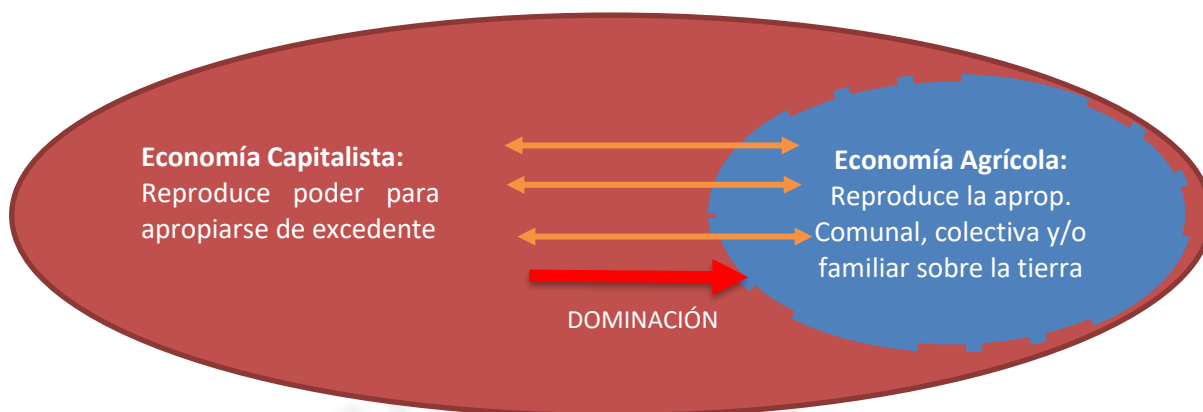 Economía Capitalista:
Reproduce poder para
apropiarse de excedente
Economía Agrícola:
Reproduce la aprop.
Comunal, colectiva y/o
familiar sobre la tierra
DOMINACIÓN